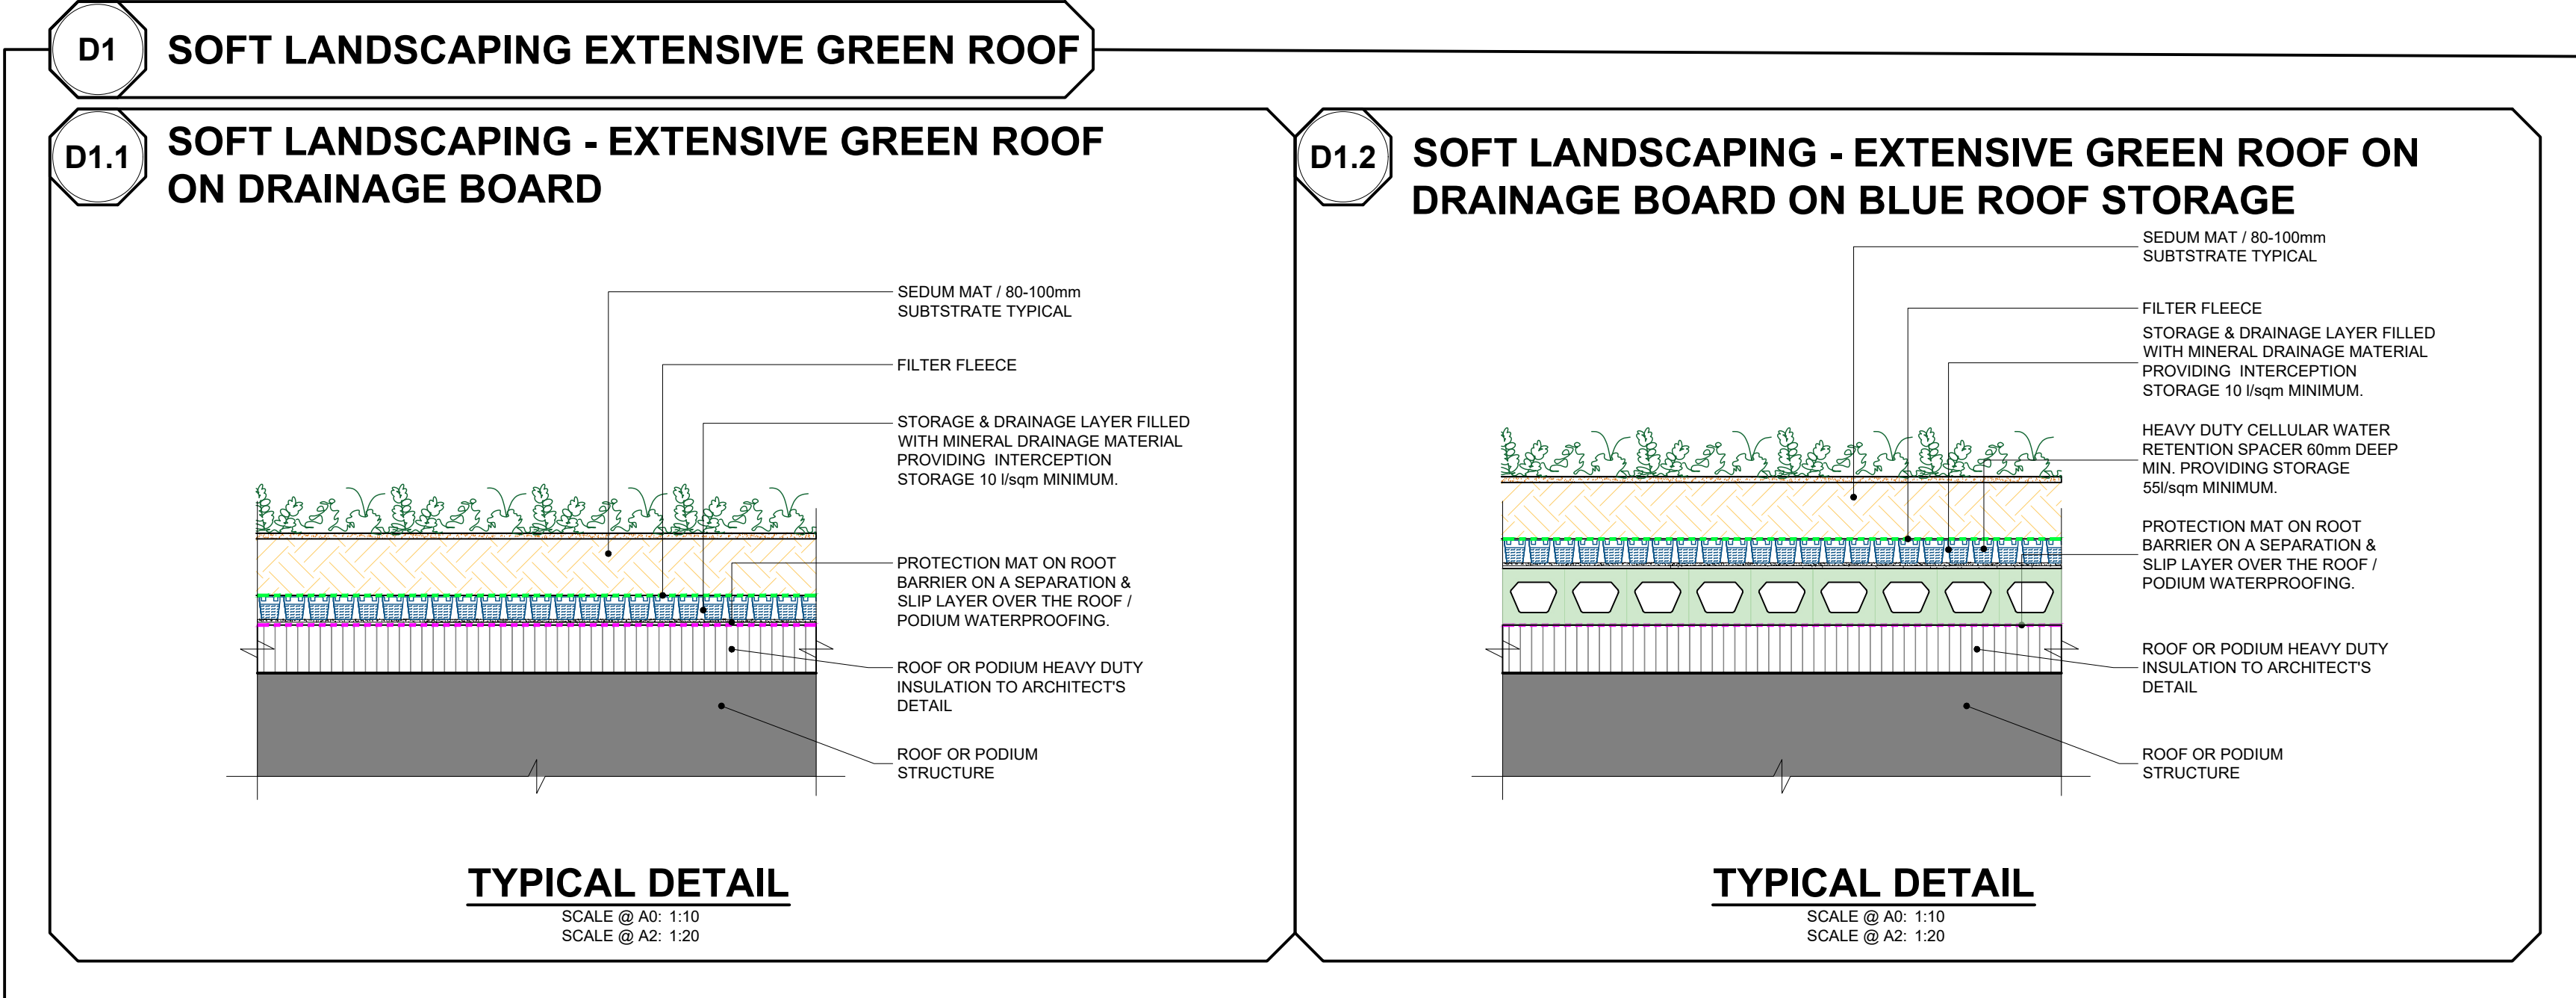 D1
SOFT LANDSCAPING EXTENSIVE GREEN ROOF
D1.1
SOFT LANDSCAPING - EXTENSIVE GREEN ROOF
ON DRAINAGE BOARD
SEDUM MAT / 80-100mm
SUBTSTRATE TYPICAL
FILTER FLEECE
STORAGE & DRAINAGE LAYER FILLED
WITH MINERAL DRAINAGE MATERIAL
PROVIDING INTERCEPTION
STORAGE 10 l/sqm MINIMUM.
PROTECTION MAT ON ROOT
BARRIER ON A SEPARATION &
SLIP LAYER OVER THE ROOF /
PODIUM WATERPROOFING.
ROOF OR PODIUM HEAVY DUTY
INSULATION TO ARCHITECT'S
DETAIL
ROOF OR PODIUM
STRUCTURE
TYPICAL DETAIL
SCALE @ A0: 1:10
SCALE @ A2: 1:20
D1.2
SOFT LANDSCAPING - EXTENSIVE GREEN ROOF ON
DRAINAGE BOARD ON BLUE ROOF STORAGE
SEDUM MAT / 80-100mm
SUBTSTRATE TYPICAL
FILTER FLEECE
STORAGE & DRAINAGE LAYER FILLED
WITH MINERAL DRAINAGE MATERIAL
PROVIDING INTERCEPTION
STORAGE 10 l/sqm MINIMUM.
HEAVY DUTY CELLULAR WATER
RETENTION SPACER 60mm DEEP
MIN. PROVIDING STORAGE
55l/sqm MINIMUM.
PROTECTION MAT ON ROOT
BARRIER ON A SEPARATION &
SLIP LAYER OVER THE ROOF /
PODIUM WATERPROOFING.
ROOF OR PODIUM HEAVY DUTY
INSULATION TO ARCHITECT'S
DETAIL
ROOF OR PODIUM
STRUCTURE
TYPICAL DETAIL
SCALE @ A0: 1:10
SCALE @ A2: 1:20